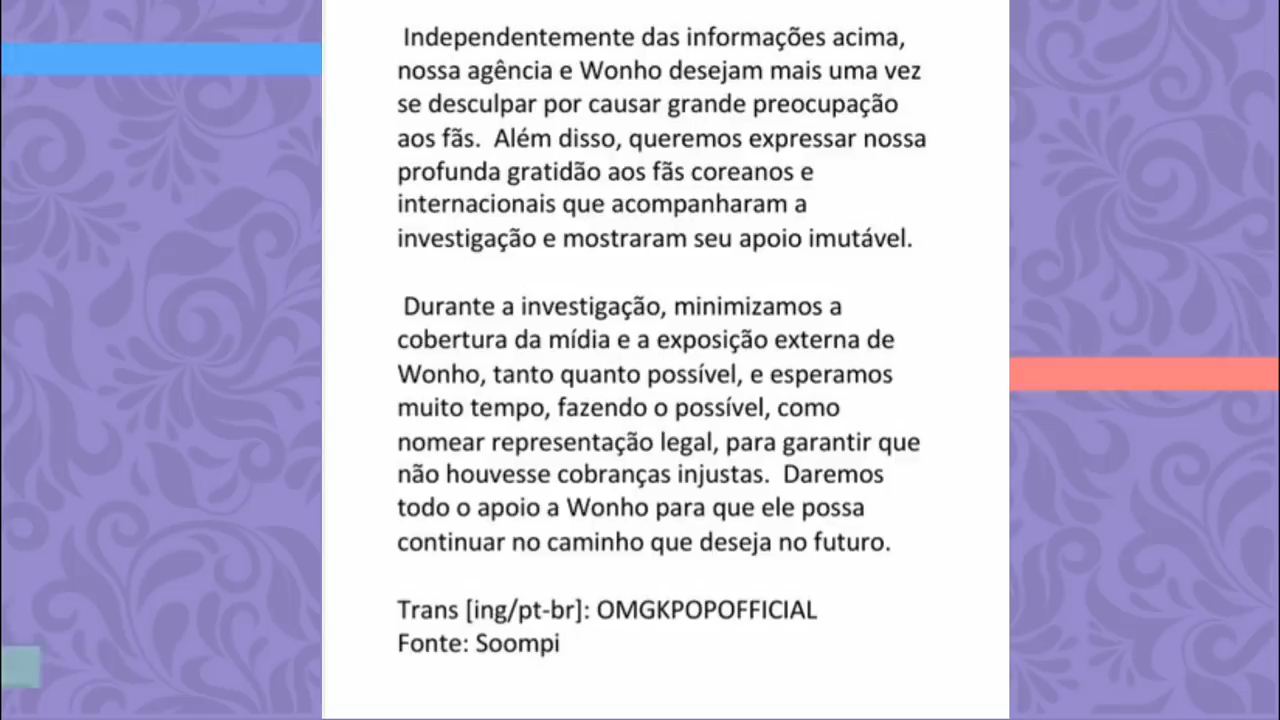 Independentemente das informações acima,
nossa agência e Wonho desejam mais uma vez
se desculpar por causar grande preocupação
aos fãs.  Além disso, queremos expressar nossa
profunda gratidão aos fãs coreanos e
internacionais que acompanharam a
investigação e mostraram seu apoio imutável.
Durante a investigação, minimizamos a
cobertura da mídia e a exposição externa de
Wonho, tanto quanto possível, e esperamos
muito tempo, fazendo o possível, como
nomear representação legal, para garantir que
não houvesse cobranças injustas.  Daremos
todo o apoio a Wonho para que ele possa
continuar no caminho que deseja no futuro.
Trans [ing/pt-br]: OMGKPOPOFFICIAL
Fonte: Soompi